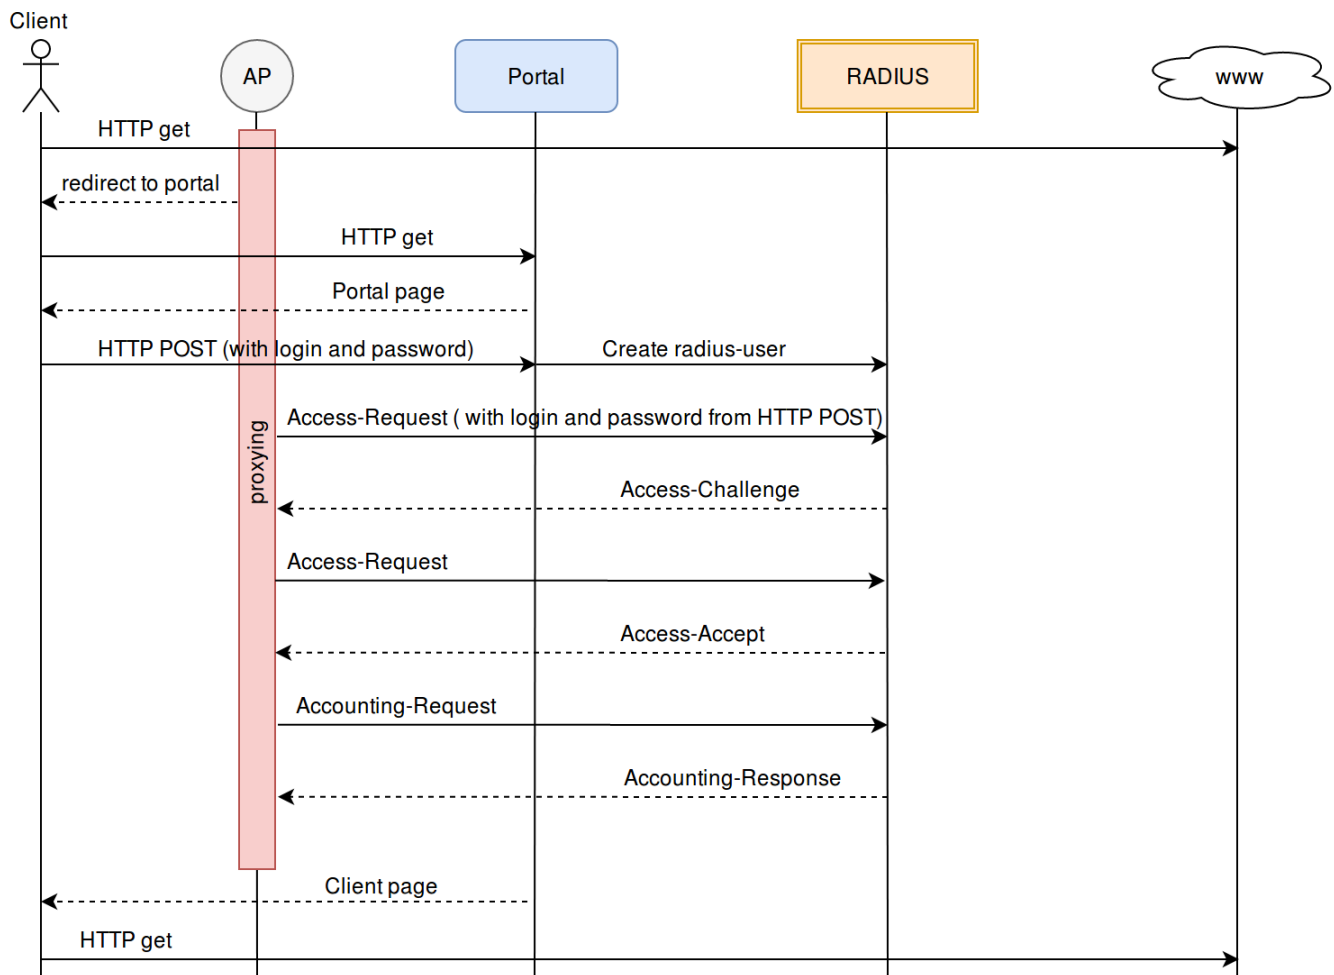 Client
AP
Portal
RADIUS
www
HTTP get
redirect to portal
HTTP get
Portal page
HTTP POST (with login and password)
Create radius-user
Access-Request ( with login and password from HTTP POST)
proxying
Access-Challenge
Access-Request
Access-Accept
Accounting-Request
Accounting-Response
Client page
HTTP get